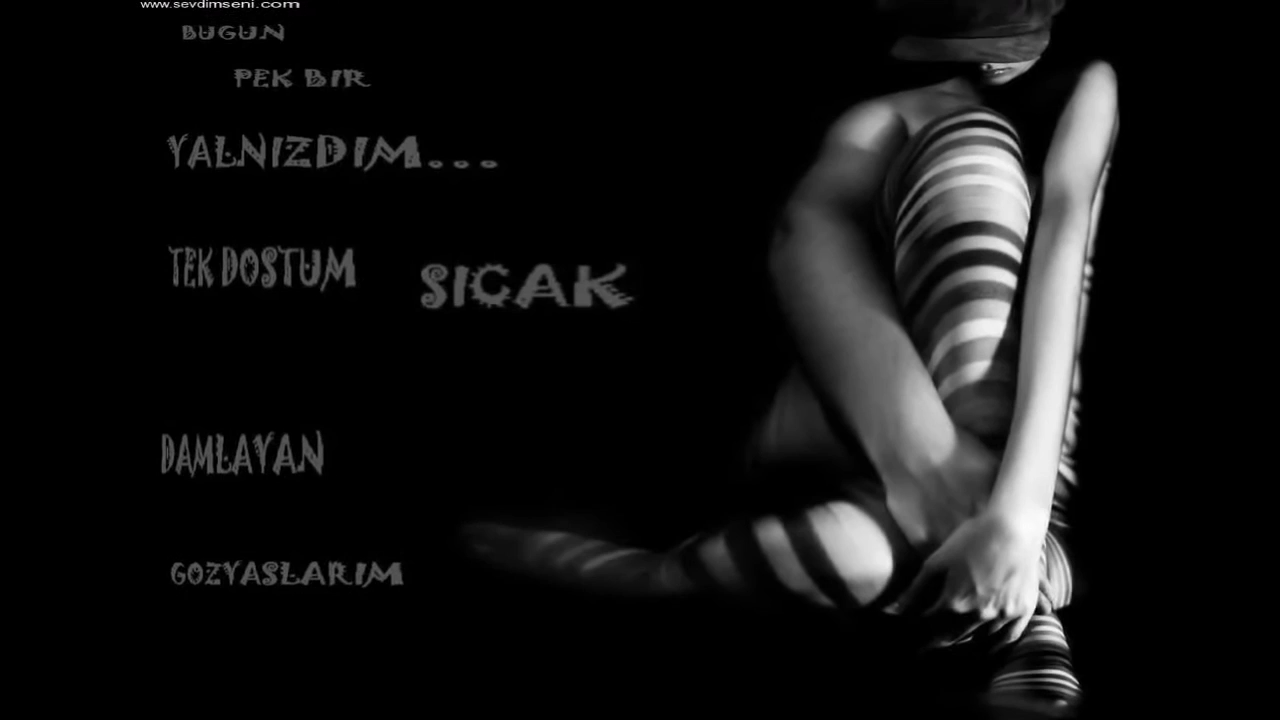 www.sevdimseni.com
BUGUN
PEK BIR
YALNIZDIM...
TEK DOSTUM SICAK
DAMLAYAN
GOZYASLARIM